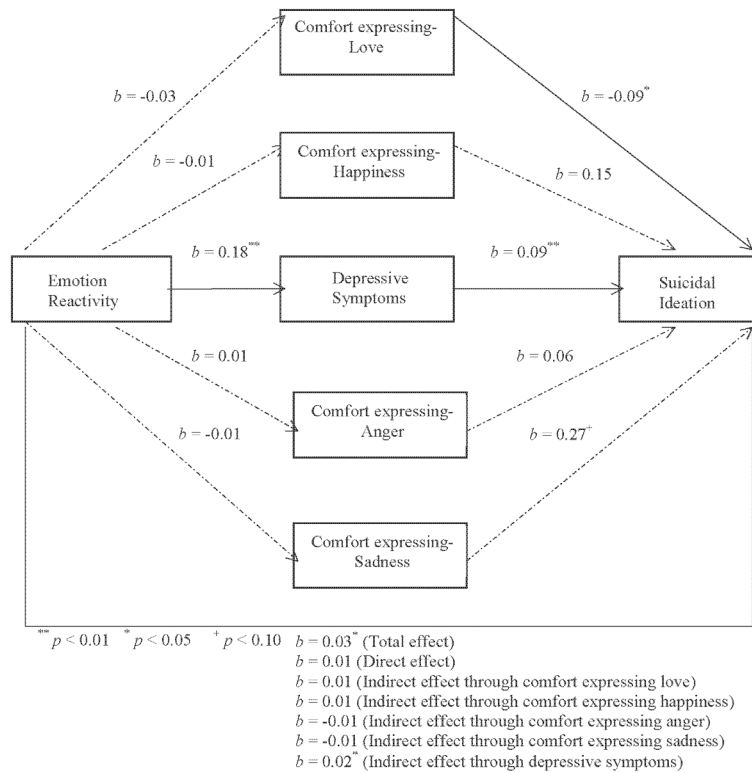 Comfort expressing-
Love
b = -0.03
b = -0.09*
Comfort expressing-
Happiness
b = -0.01
b = 0.15
Emotion
Reactivity
b = 0.18**
Depressive
Symptoms
b = 0.09**
Suicidal
Ideation
b = 0.01
b = 0.06
Comfort expressing-
Anger
b = -0.01
b = 0.27+
Comfort expressing-
Sadness
** p < 0.01 * p < 0.05 + p < 0.10
b = 0.03* (Total effect)
b = 0.01 (Direct effect)
b = 0.01 (Indirect effect through comfort expressing love)
b = 0.01 (Indirect effect through comfort expressing happiness)
b = -0.01 (Indirect effect through comfort expressing anger)
b = -0.01 (Indirect effect through comfort expressing sadness)
b = 0.02* (Indirect effect through depressive symptoms)